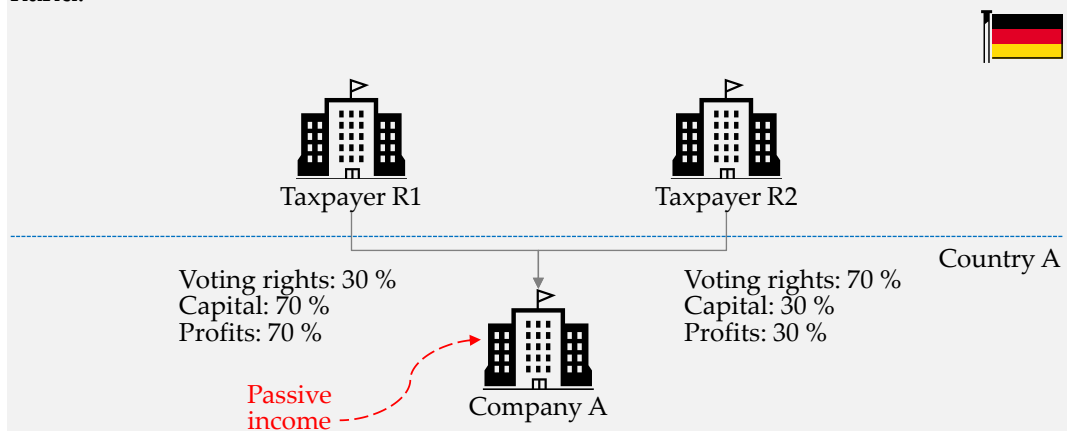 Taxpayer R1
Taxpayer R2
Country A
Voting rights: 30 %
Capital: 70 %
Profits: 70 %
Voting rights: 70 %
Capital: 30 %
Profits: 30 %
Passive
income
Company A